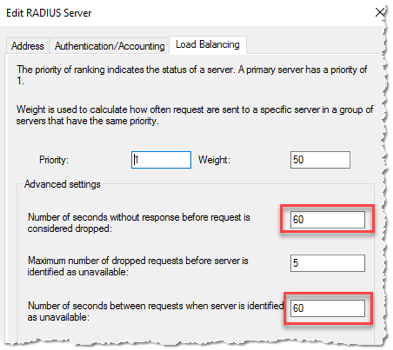 Edit RADIUS Server
Address Authentication/Accounting Load Balancing
The priority of ranking indicates the status of a server. A primary server has a priority of
1.
Weight is used to calculate how often request are sent to a specific server in a group of
servers that have the same priority.
Priority: 1 Weight: 50
Advanced settings
Number of seconds without response before request is
considered dropped: 60
Maximum number of dropped requests before server is
identified as unavailable: 5
Number of seconds between requests when server is identified
as unavailable: 60